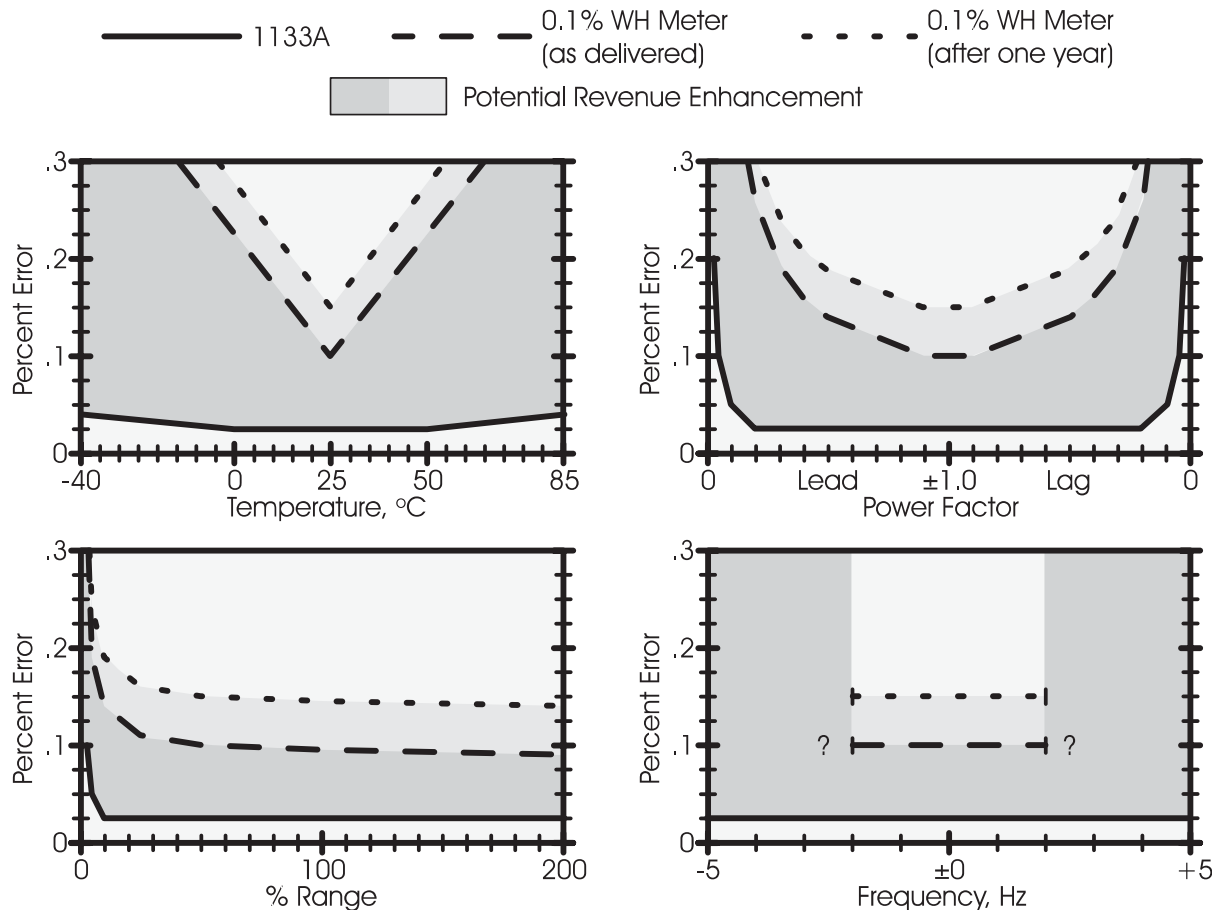 1133A
0.1% WH Meter
(as delivered)
0.1% WH Meter
(after one year)
Potential Revenue Enhancement
.3
.2
.1
0
Percent Error
-40
0
25
50
85
Temperature, °C
.3
.2
.1
0
Percent Error
0
Lead
±1.0
Lag
0
Power Factor
.3
.2
.1
0
Percent Error
0
100
200
% Range
.3
.2
.1
0
Percent Error
?
?
-5
±0
+5
Frequency, Hz